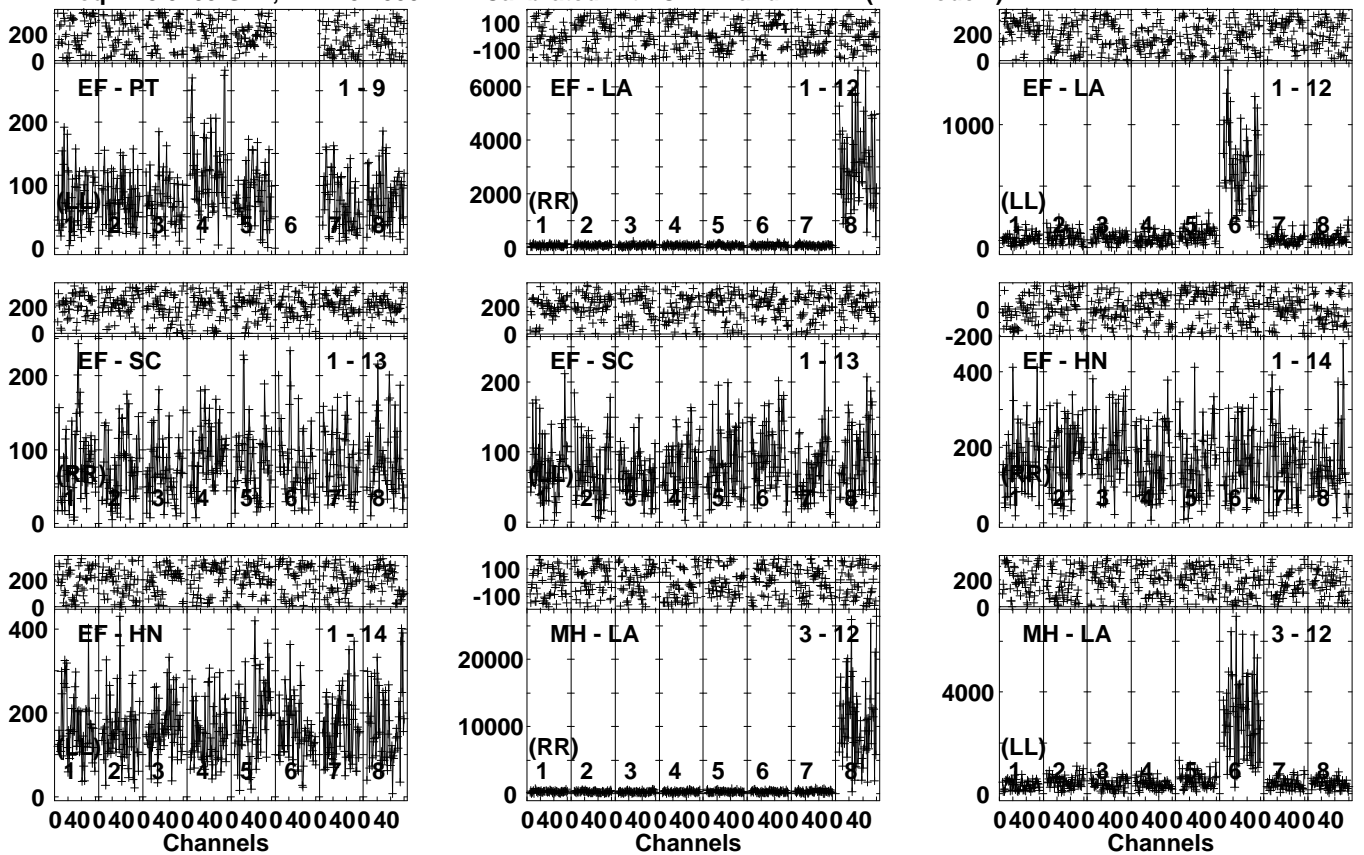 200 0
100 -100
200 0
EF - PT 1 - 9
200 100 0
(LL)
1 2 3 4 5 6 7 8
EF - LA 1 - 12
6000 4000 2000 0
(RR)
1 2 3 4 5 6 7 8
EF - LA 1 - 12
1000 0
(LL)
1 2 3 4 5 6 7 8
200 0
200 0
0 -200
EF - SC 1 - 13
200 100 0
(RR)
1 2 3 4 5 6 7 8
EF - SC 1 - 13
200 100 0
(LL)
1 2 3 4 5 6 7 8
EF - HN 1 - 14
400 200 0
(RR)
1 2 3 4 5 6 7 8
200 0
100 -100
200 0
EF - HN 1 - 14
400 200 0
(LL)
1 2 3 4 5 6 7 8
MH - LA 3 - 12
20000 10000 0
(RR)
1 2 3 4 5 6 7 8
MH - LA 3 - 12
4000 0
(LL)
1 2 3 4 5 6 7 8
0 40 0 40 0 40 0 40 0 40 0 40 0 40 0 40
Channels
0 40 0 40 0 40 0 40 0 40 0 40 0 40 0 40
Channels
0 40 0 40 0 40 0 40 0 40 0 40 0 40 0 40
Channels